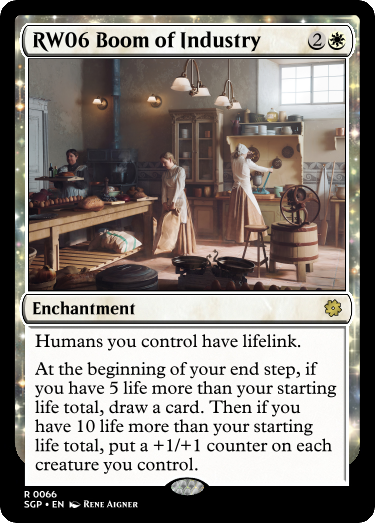 RW06 Boom of Industry 2
Enchantment
Humans you control have lifelink.
At the beginning of your end step, if
you have 5 life more than your starting
life total, draw a card. Then if you
have 10 life more than your starting
life total, put a +1/+1 counter on each
creature you control.
R 0066
SGP • EN Rene Aigner